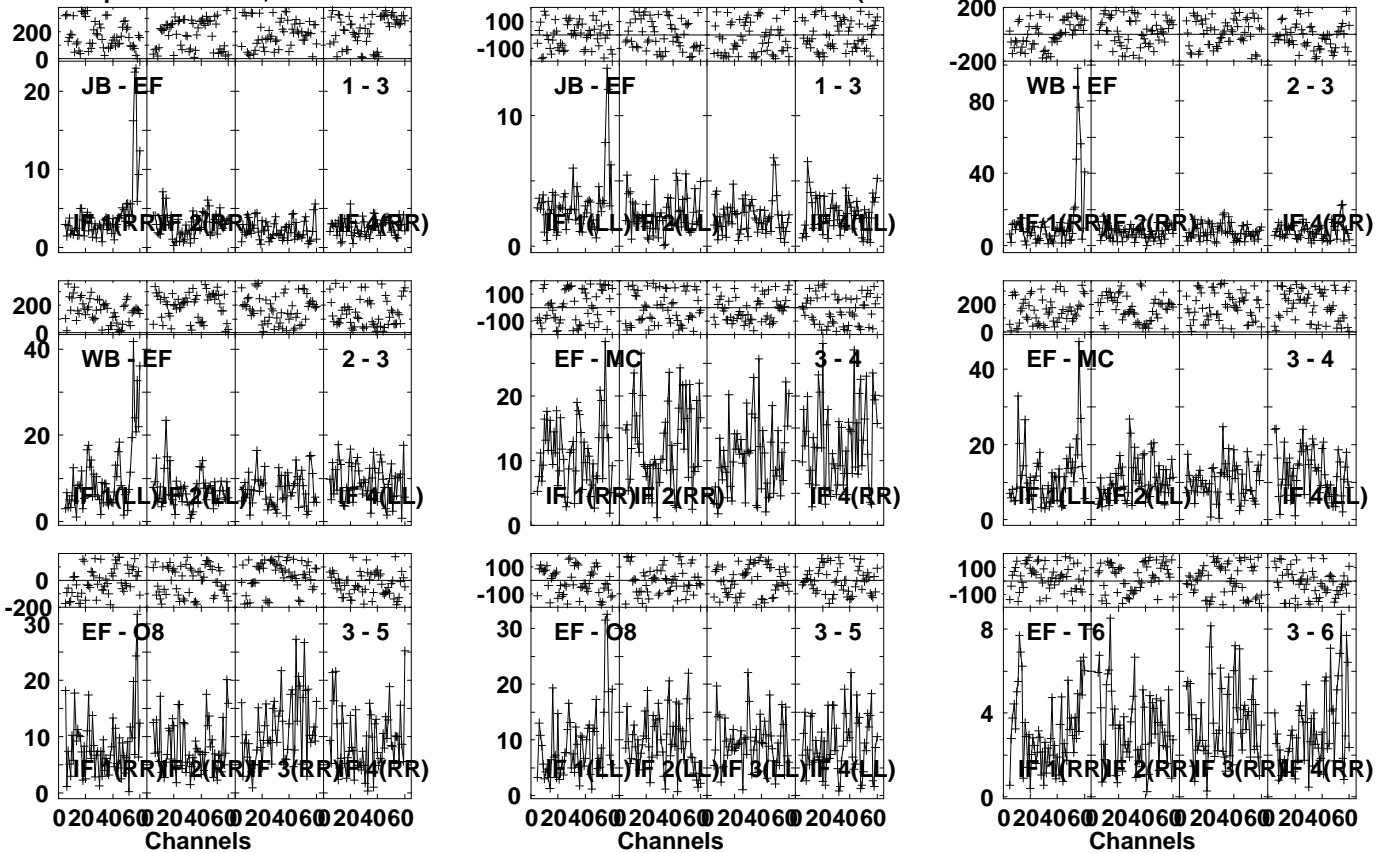 200
0
100
-100
200
-200
JB - EF 1 - 3
20
10
0
IF 1(RR) IF 2(RR) IF 4(RR)
JB - EF 1 - 3
10
0
IF 1(LL) IF 2(LL) IF 4(LL)
WB - EF 2 - 3
80
40
0
IF 1(RR) IF 2(RR) IF 4(RR)
200
0
100
-100
200
0
WB - EF 2 - 3
40
20
0
IF 1(LL) IF 2(LL) IF 4(LL)
EF - MC 3 - 4
20
10
0
IF 1(RR) IF 2(RR) IF 4(RR)
EF - MC 3 - 4
40
20
0
IF 1(LL) IF 2(LL) IF 4(LL)
0
-200
100
-100
100
-100
EF - O8 3 - 5
30
20
10
0
IF 1(RR) IF 2(RR) IF 3(RR) IF 4(RR)
EF - O8 3 - 5
30
20
10
0
IF 1(LL) IF 2(LL) IF 3(LL) IF 4(LL)
EF - T6 3 - 6
8
4
0
IF 1(RR) IF 2(RR) IF 3(RR) IF 4(RR)
0 20 40 60 0 20 40 60 0 20 40 60 0 20 40 60
Channels
0 20 40 60 0 20 40 60 0 20 40 60 0 20 40 60
Channels
0 20 40 60 0 20 40 60 0 20 40 60 0 20 40 60
Channels